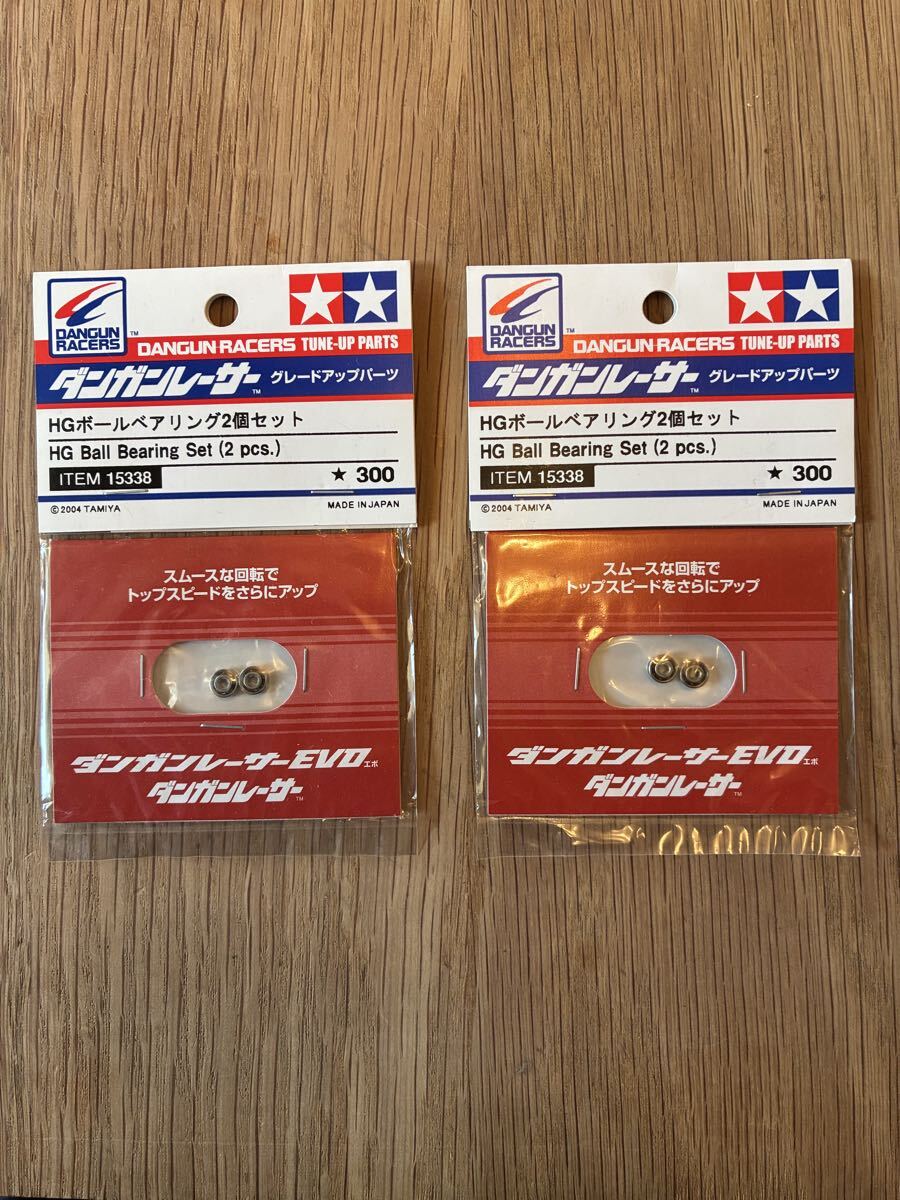 DANGUN
RACERS
TM
DANGUN-RACERS TUNE-UP PARTS
ダンガンレーサー TM グレードアップパーツ
HGボールベアリング2個セット
HG Ball Bearing Set (2 pcs.)
ITEM 15338
★ 300
© 2004 TAMIYA
MADE IN JAPAN
スムースな回転で
トップスピードをさらにアップ
ダンガンレーサーEVO エボ
ダンガンレーサー TM
DANGUN
RACERS
TM
DANGUN-RACERS TUNE-UP PARTS
ダンガンレーサー TM グレードアップパーツ
HGボールベアリング2個セット
HG Ball Bearing Set (2 pcs.)
ITEM 15338
★ 300
© 2004 TAMIYA
MADE IN JAPAN
スムースな回転で
トップスピードをさらにアップ
ダンガンレーサーEVO エボ
ダンガンレーサー TM